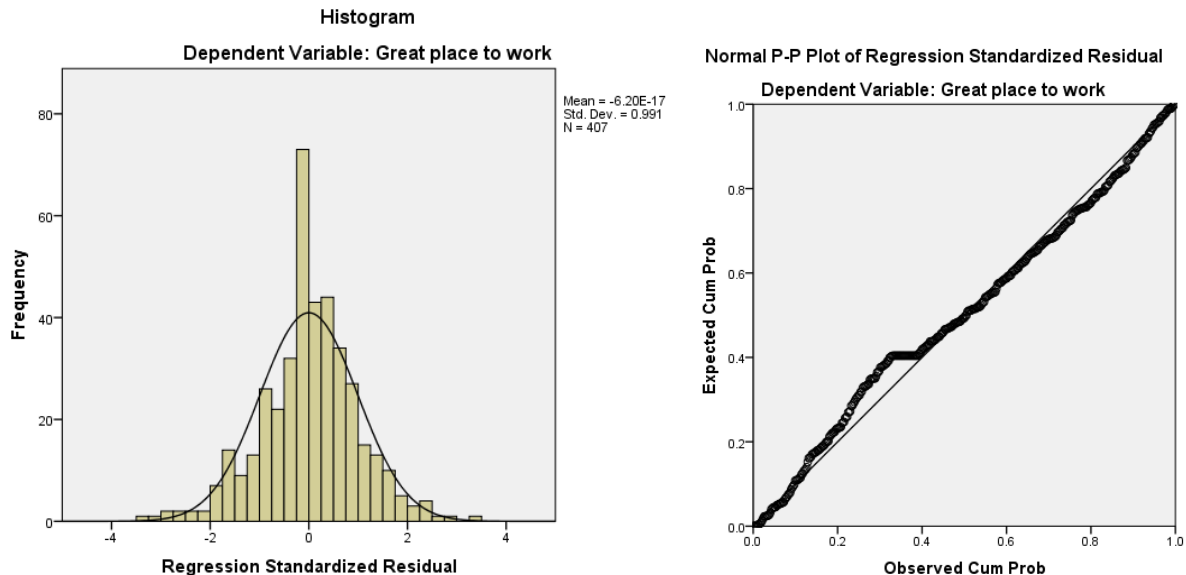 Histogram
Dependent Variable: Great place to work
Mean = -6.20E-17
Std. Dev. = 0.991
N = 407
80
60
40
20
0
Frequency
-4
-2
0
2
4
Regression Standardized Residual
Normal P-P Plot of Regression Standardized Residual
Dependent Variable: Great place to work
1.0
0.8
0.6
0.4
0.2
0.0
Expected Cum Prob
0.0
0.2
0.4
0.6
0.8
1.0
Observed Cum Prob